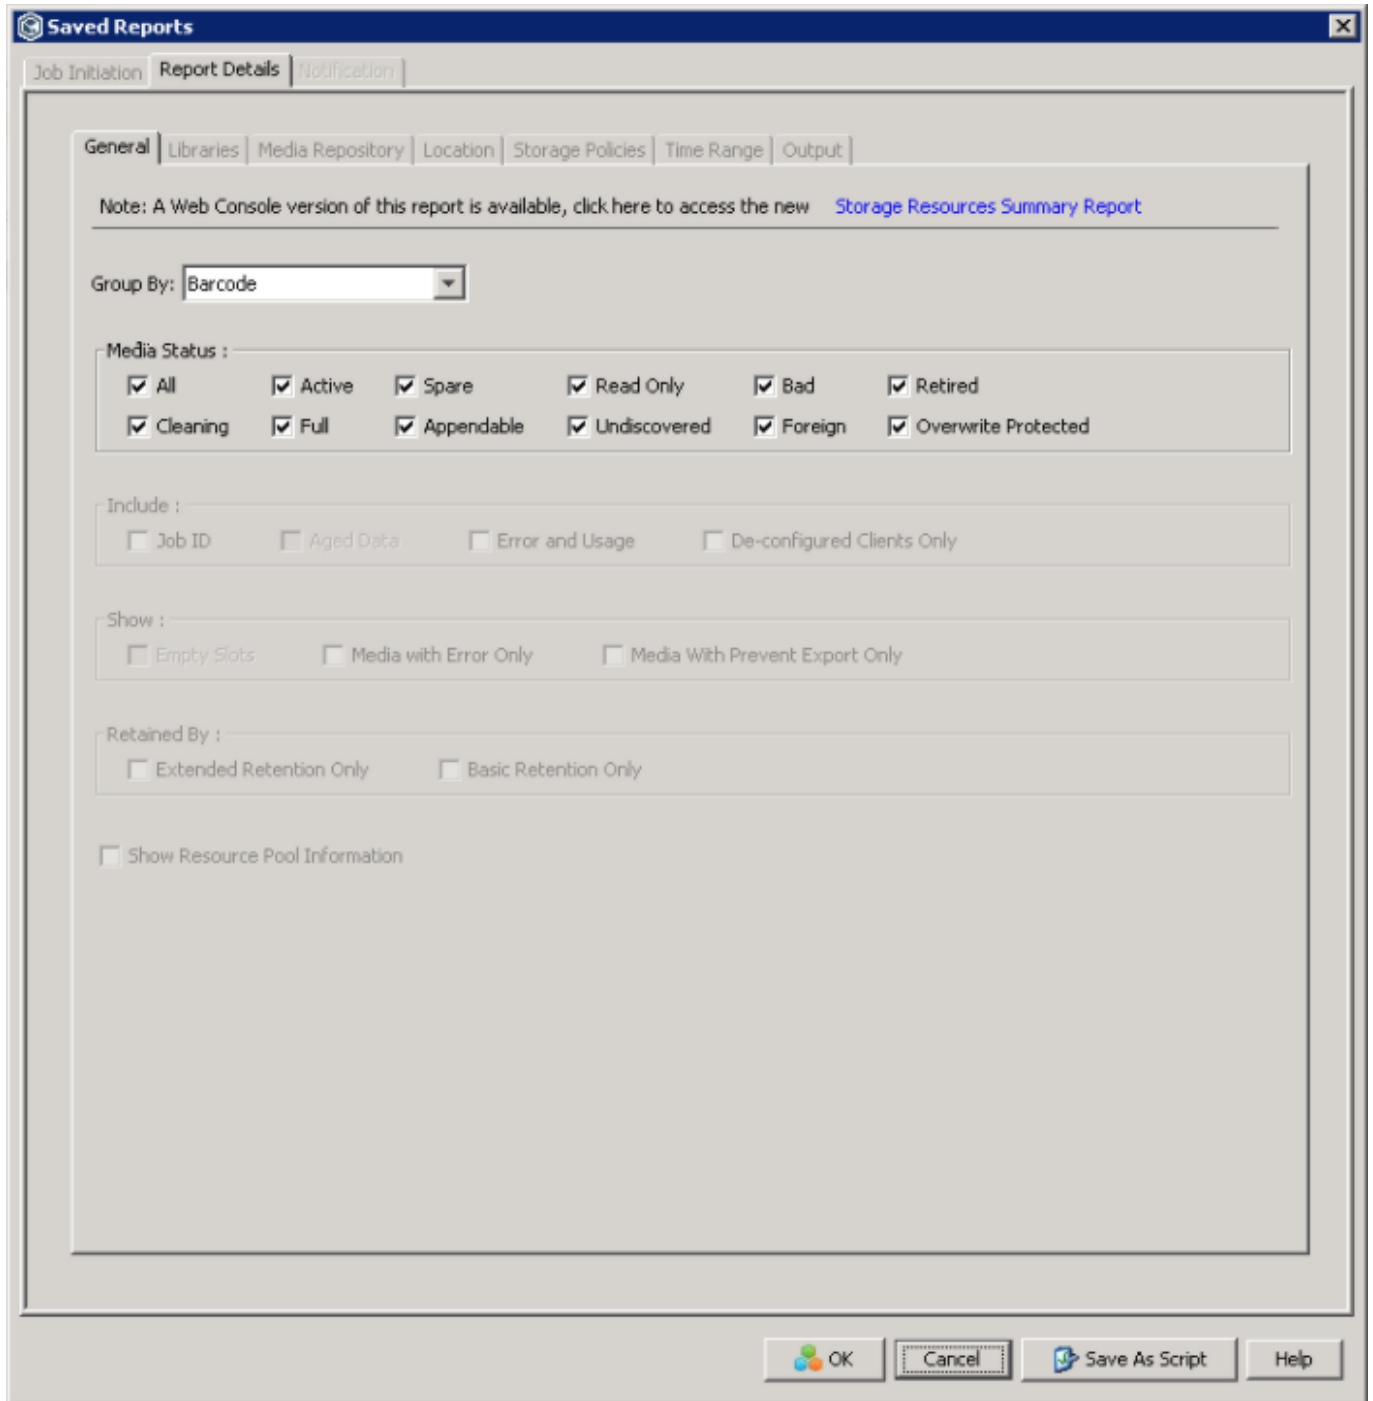 Saved Reports
Job Initiation Report Details Notification
General Libraries Media Repository Location Storage Policies Time Range Output
Note: A Web Console version of this report is available, click here to access the new Storage Resources Summary Report
Group By: Barcode
Media Status :
All Active Spare Read Only Bad Retired
Cleaning Full Appendable Undiscovered Foreign Overwrite Protected
Include :
Job ID Aged Data Error and Usage De-configured Clients Only
Show :
Empty Slots Media with Error Only Media With Prevent Export Only
Retained By :
Extended Retention Only Basic Retention Only
Show Resource Pool Information
OK Cancel Save As Script Help